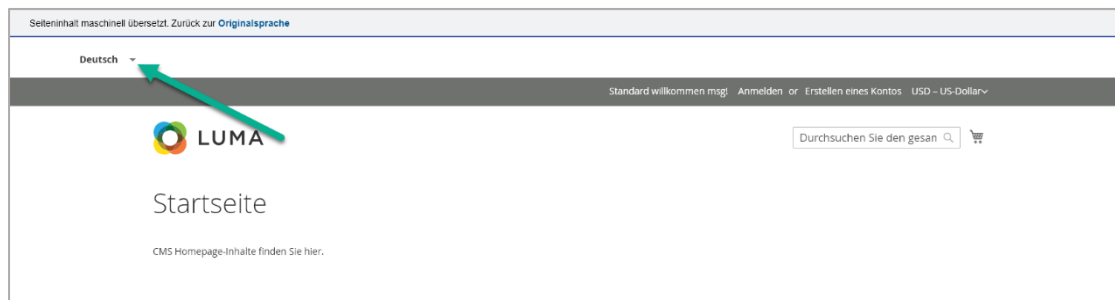 Seiteninhalt maschinell übersetzt. Zurück zur Originalsprache
Deutsch
Standard willkommen msg! Anmelden or Erstellen eines Kontos USD – US-Dollar
LUMA
Durchsuchen Sie den gesan
Startseite
CMS Homepage-Inhalte finden Sie hier.